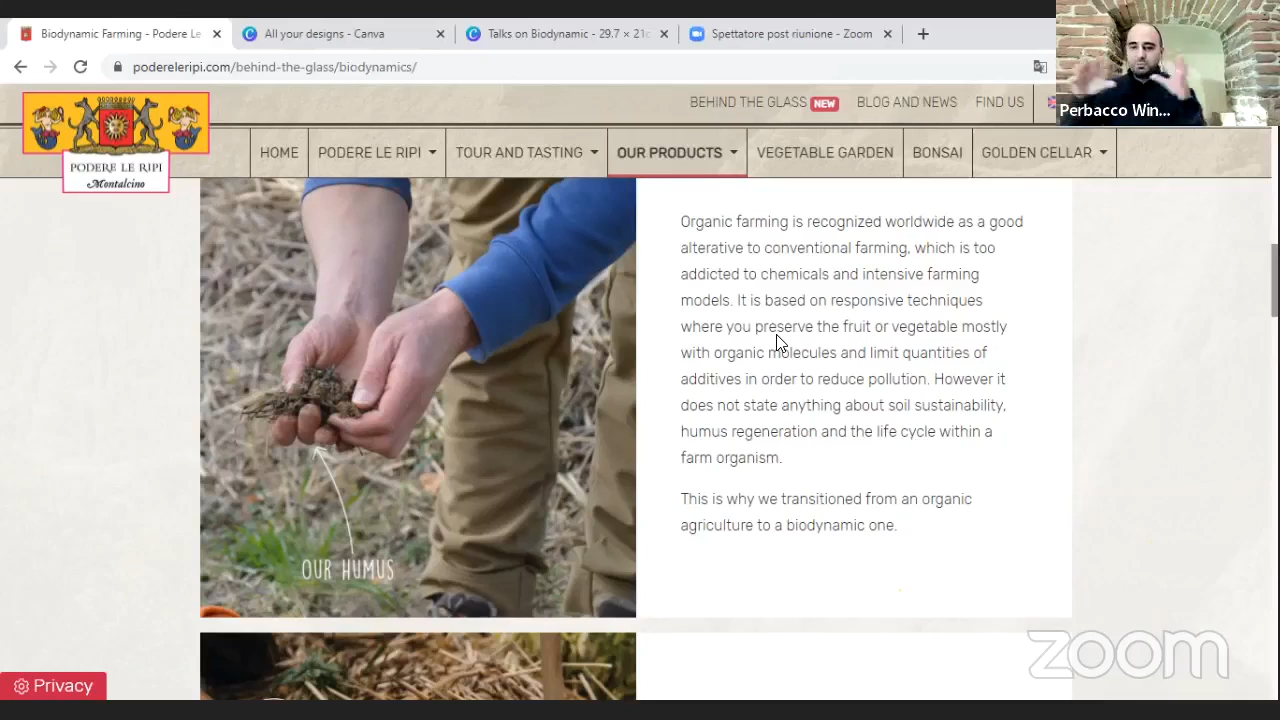 Biodynamic Farming - Podere Le
All your designs - Canva
Talks on Biodynamic - 29.7 × 21c
Spettatore post riunione - Zoom
podereleripi.com/behind-the-glass/biodynamics/
Perbacco Win...
BEHIND THE GLASS NEW BLOG AND NEWS FIND US
PODERE LE RIPI
Montalcino
HOME PODERE LE RIPI TOUR AND TASTING OUR PRODUCTS VEGETABLE GARDEN BONSAI GOLDEN CELLAR
Organic farming is recognized worldwide as a good
alterative to conventional farming, which is too
addicted to chemicals and intensive farming
models. It is based on responsive techniques
where you preserve the fruit or vegetable mostly
with organic molecules and limit quantities of
additives in order to reduce pollution. However it
does not state anything about soil sustainability,
humus regeneration and the life cycle within a
farm organism.
This is why we transitioned from an organic
agriculture to a biodynamic one.
OUR HUMUS
zoom
Privacy